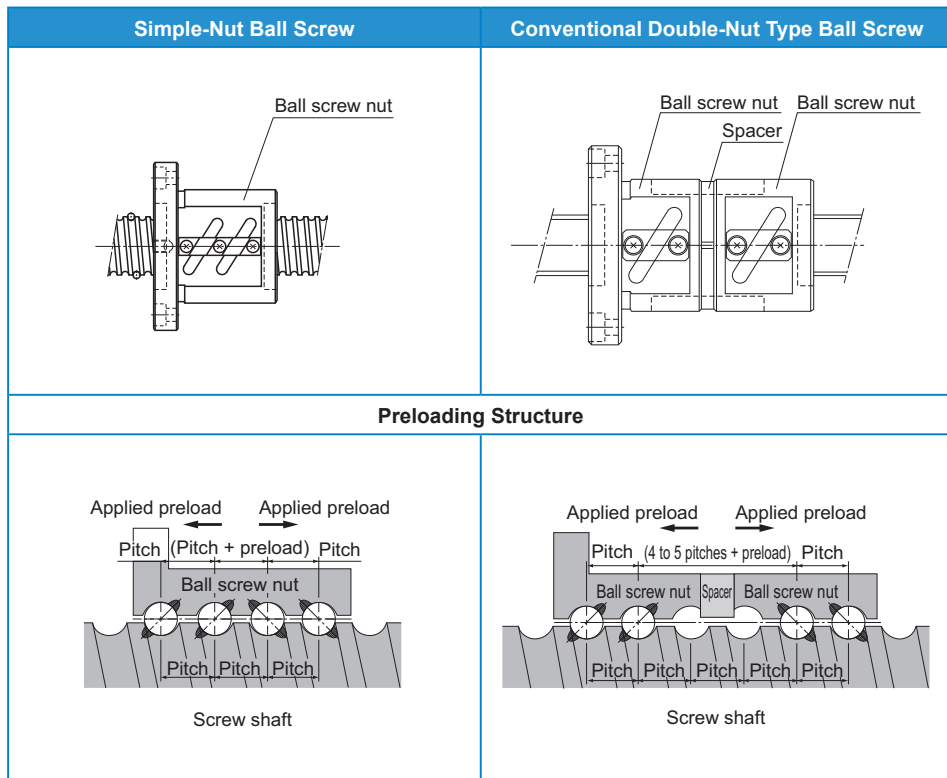 Simple-Nut Ball Screw
Conventional Double-Nut Type Ball Screw
Ball screw nut
Ball screw nut
Ball screw nut
Spacer
Preloading Structure
Applied preload
Applied preload
Pitch
(Pitch + preload)
Pitch
Ball screw nut
Pitch
Pitch
Pitch
Screw shaft
Applied preload
Applied preload
Pitch
(4 to 5 pitches + preload)
Pitch
Ball screw nut
Spacer
Ball screw nut
Pitch
Pitch
Pitch
Pitch
Pitch
Screw shaft